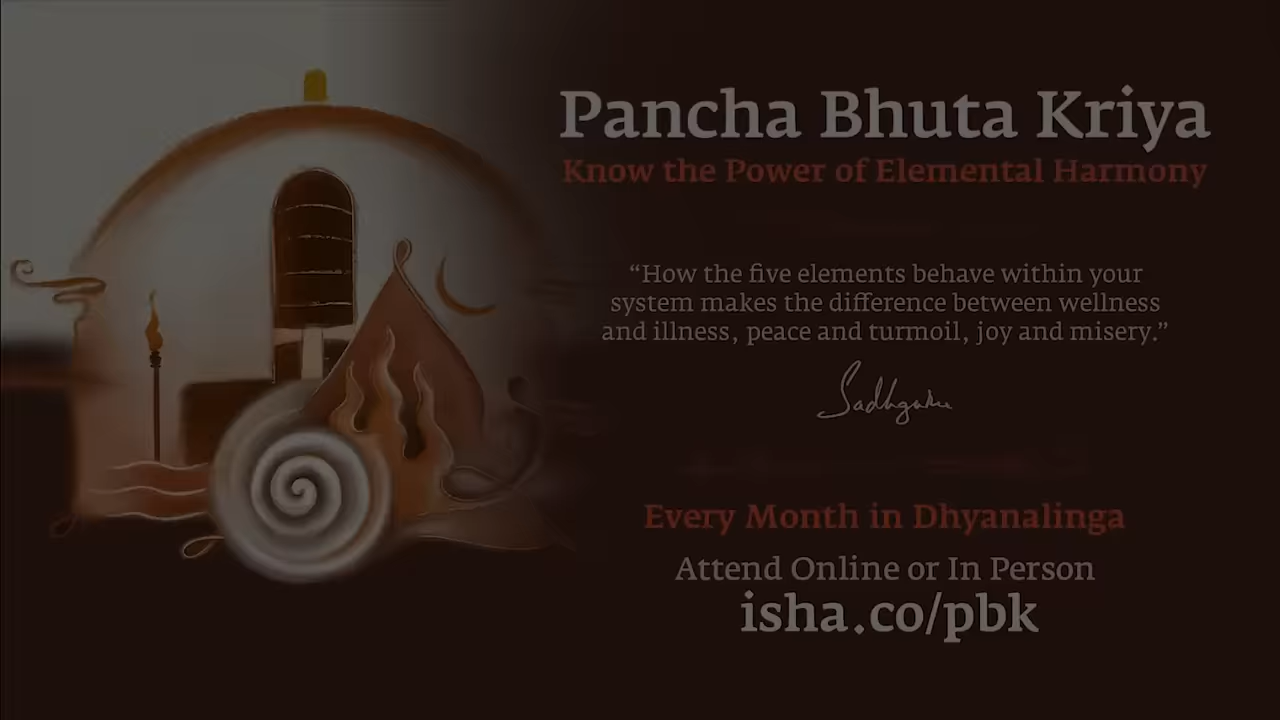 Pancha Bhuta Kriya
Know the Power of Elemental Harmony
“How the five elements behave within your
system makes the difference between wellness
and illness, peace and turmoil, joy and misery.”
Sadhguru
Every Month in Dhyanalinga
Attend Online or In Person
isha.co/pbk